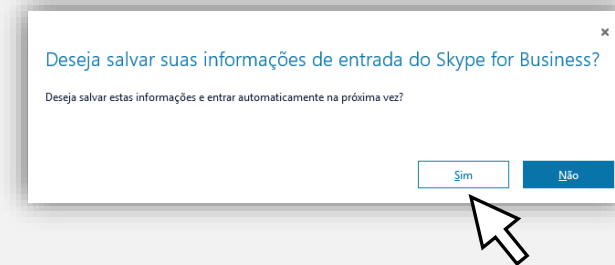 Deseja salvar suas informações de entrada do Skype for Business?
Deseja salvar estas informações e entrar automaticamente na próxima vez?
Sim Não